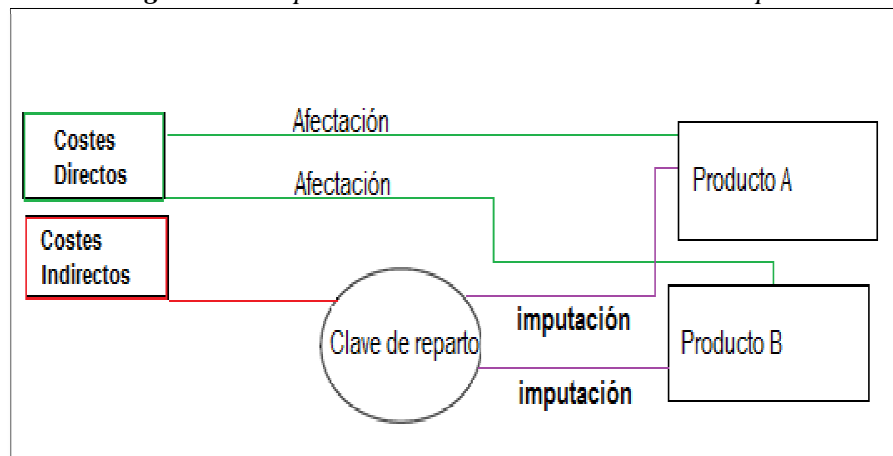 Afectación
Costes
Directos
Afectación
Producto A
Costes
Indirectos
imputación
Clave de reparto
Producto B
imputación